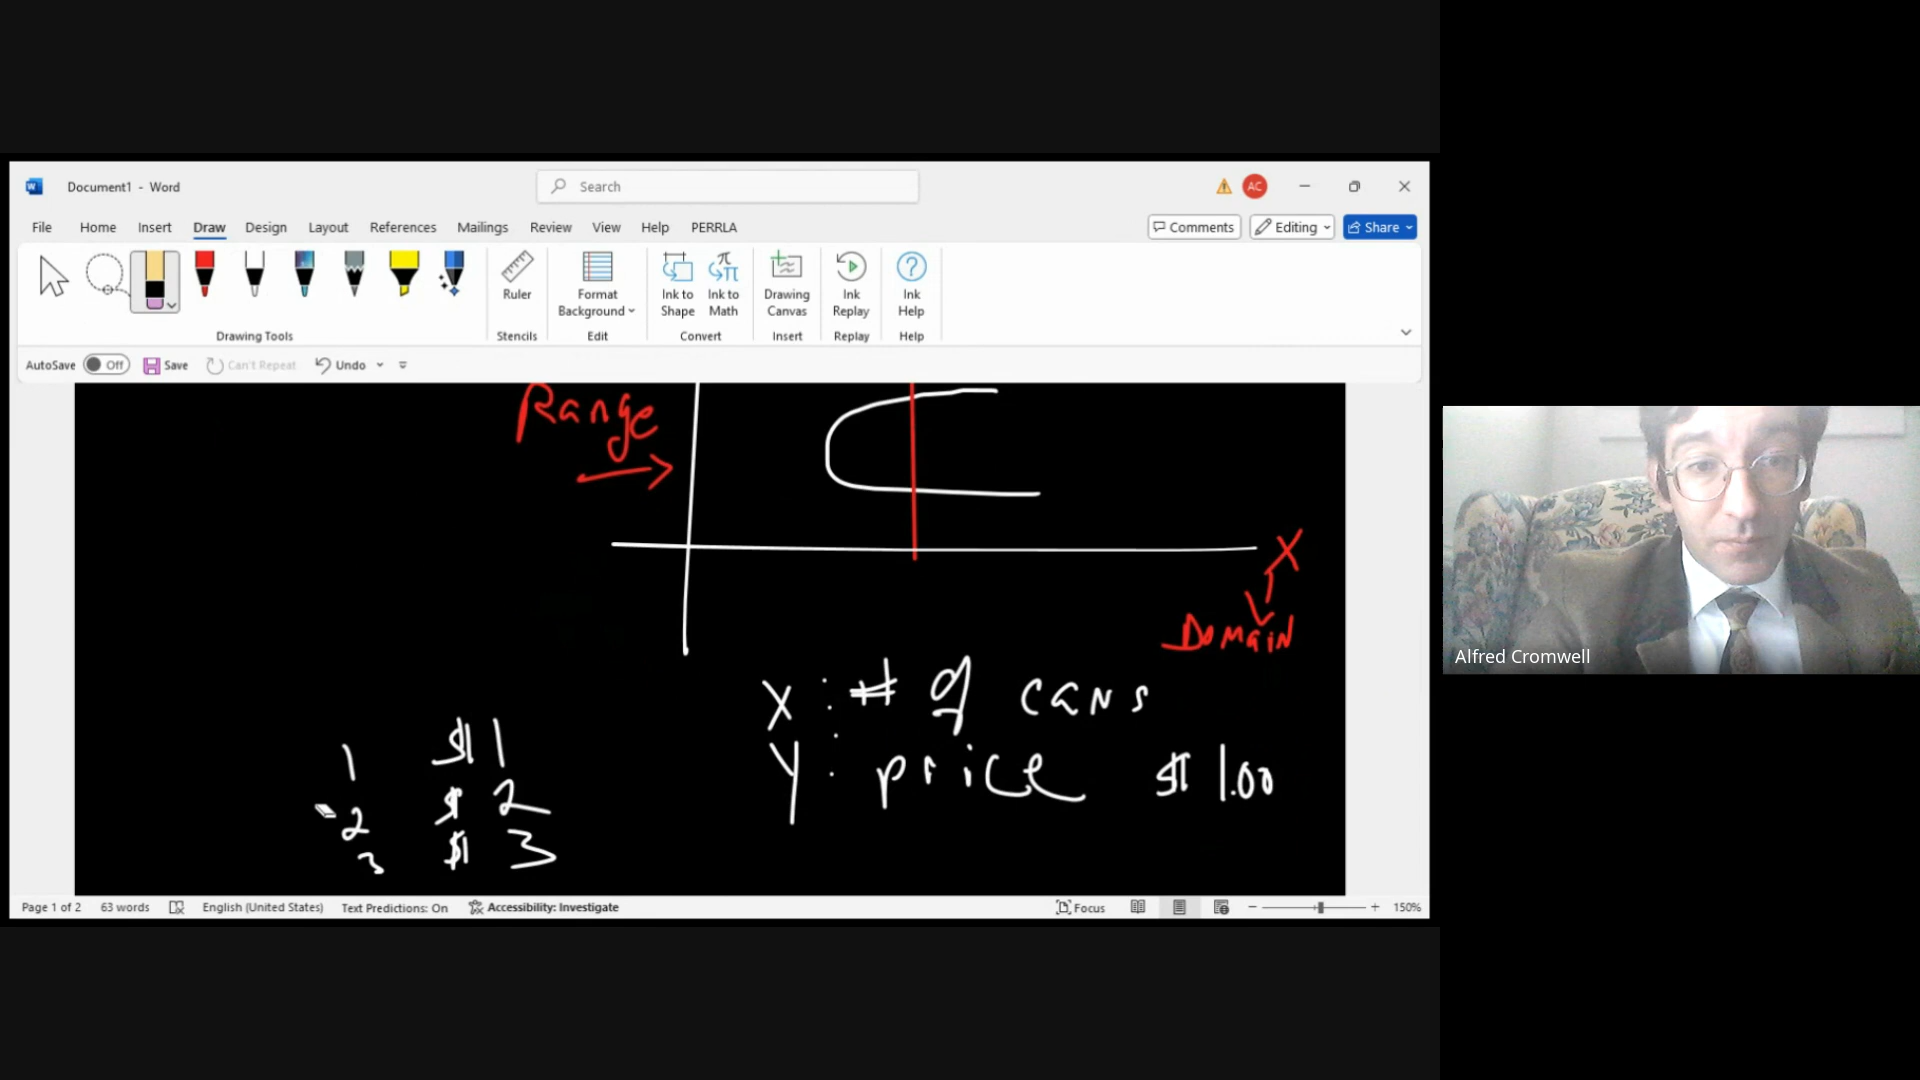 Document1 - Word
Search
AC
File Home Insert Draw Design Layout References Mailings Review View Help PERRLA
Comments Editing Share
Ruler
Format Background
Ink to Shape
Ink to Math
Drawing Canvas
Ink Replay
Ink Help
Drawing Tools Stencils Edit Convert Insert Replay Help
AutoSave Off Save Can't Repeat Undo
Range
X
Domain
X : # of cans
Y : price $ 1.00
1 $ 1
2 $ 2
3 $ 3
Alfred Cromwell
Page 1 of 2 63 words English (United States) Text Predictions: On Accessibility: Investigate Focus 150%